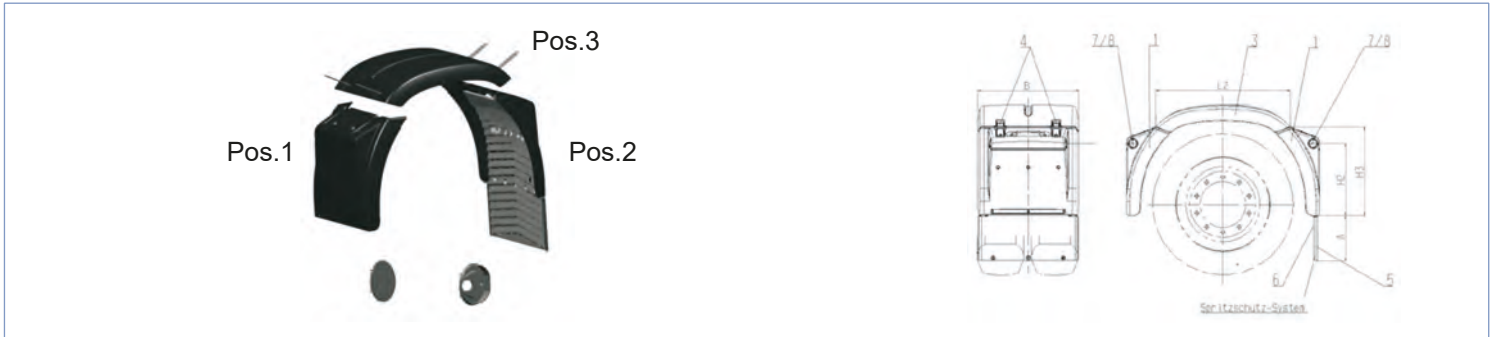 Pos.3
Pos.1
Pos.2
4
7/8
1
3
1
7/8
B
L2
H2
H3
A
6
5
Spritzschutz-System